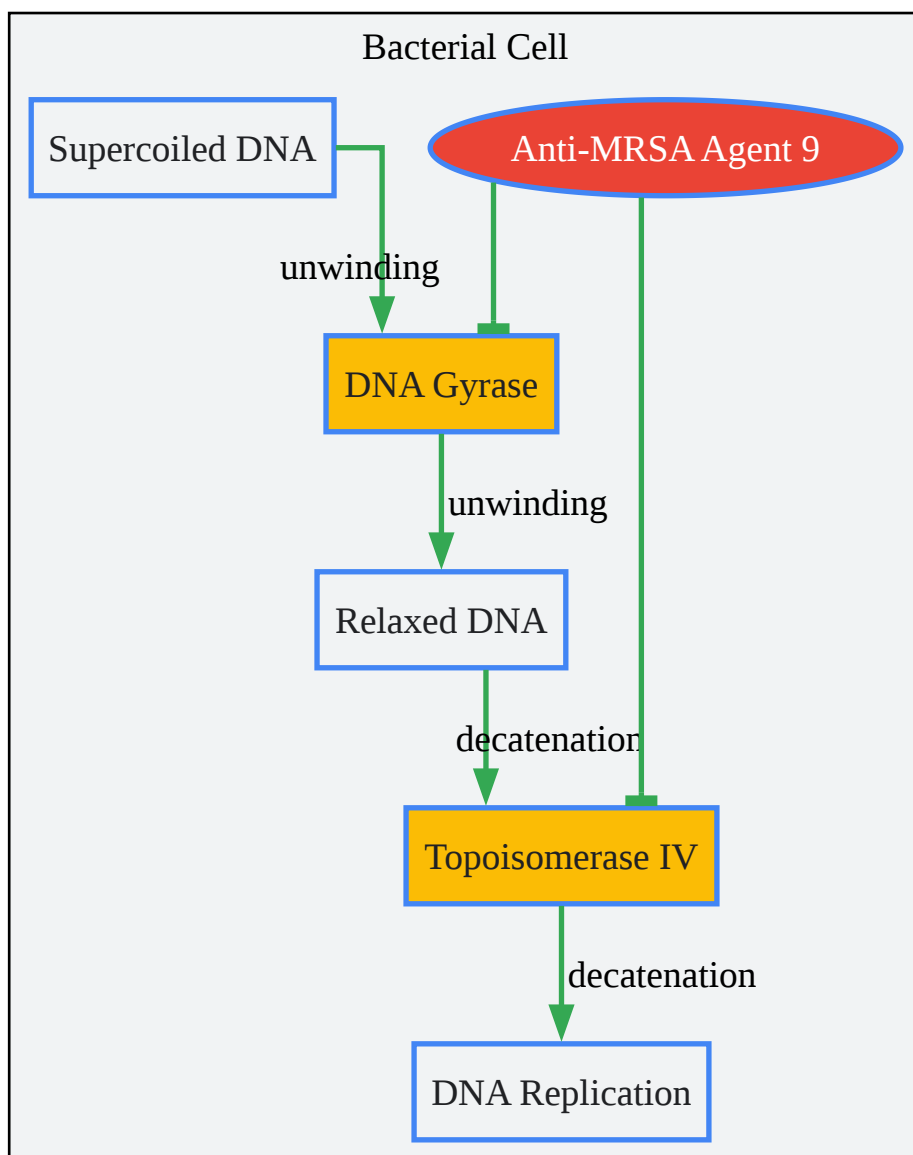 Bacterial Cell
Supercoiled DNA
Anti-MRSA Agent 9
unwinding
DNA Gyrase
unwinding
Relaxed DNA
decatenation
Topoisomerase IV
decatenation
DNA Replication